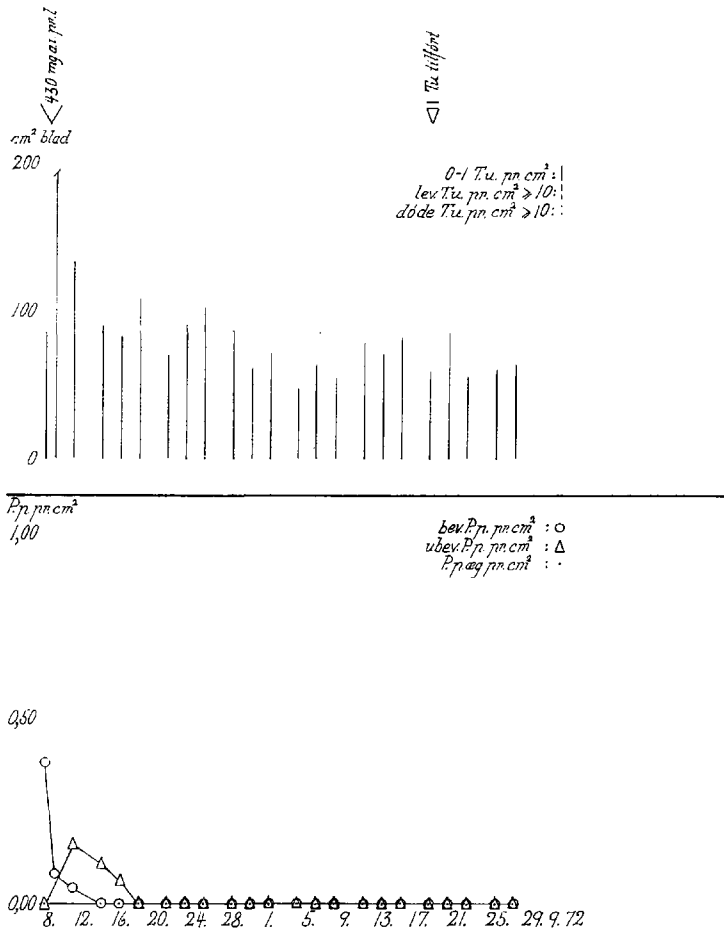 430 mg ai pr. l
Tu tilført
cm² blad
200
0-1 T.u. pr. cm² : |
lev. T.u. pr. cm² ≥ 10:
døde T.u. pr. cm² ≥ 10:
100
0
P.p. pr. cm²
1,00
bev. P.p. pr. cm² : O
ubev. P.p. pr. cm² : Δ
P.p. æg pr. cm² : ·
0,50
0,00
8. 12. 16. 20. 24. 28. 1. 5. 9. 13. 17. 21. 25. 29. 9. 72